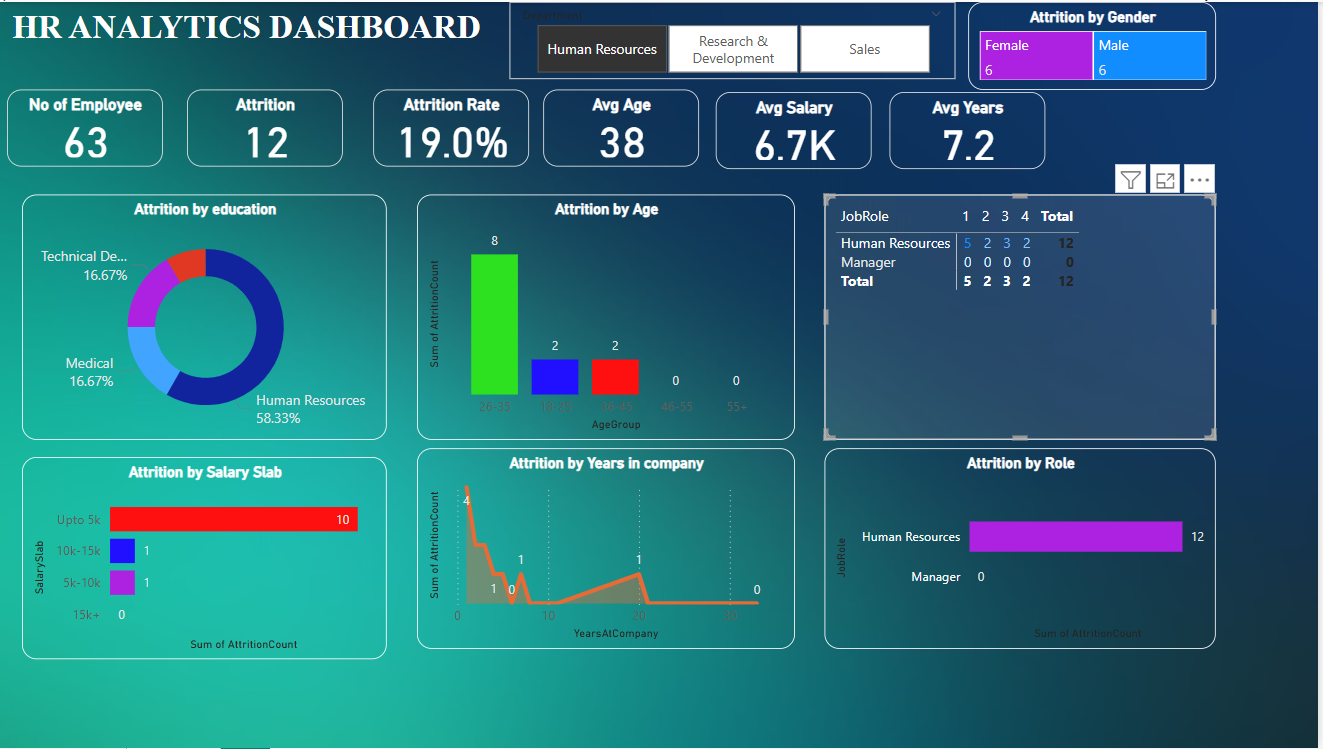 HR ANALYTICS DASHBOARD
Department
Human Resources
Research &
Development
Sales
Attrition by Gender
Female
6
Male
6
No of Employee
63
Attrition
12
Attrition Rate
19.0%
Avg Age
38
Avg Salary
6.7K
Avg Years
7.2
Attrition by education
Technical De...
16.67%
Medical
16.67%
Human Resources
58.33%
Attrition by Age
Sum of AttritionCount
8
2
2
0
0
26-35
18-25
36-45
46-55
55+
AgeGroup
JobRole 1 2 3 4 Total
Human Resources 5 2 3 2 12
Manager 0 0 0 0 0
Total 5 2 3 2 12
Attrition by Salary Slab
SalarySlab
Upto 5k 10
10k-15k 1
5k-10k 1
15k+ 0
Sum of AttritionCount
Attrition by Years in company
Sum of AttritionCount
4
1
0
1
1
0
0 10 20 30
YearsAtCompany
Attrition by Role
JobRole
Human Resources 12
Manager 0
Sum of AttritionCount